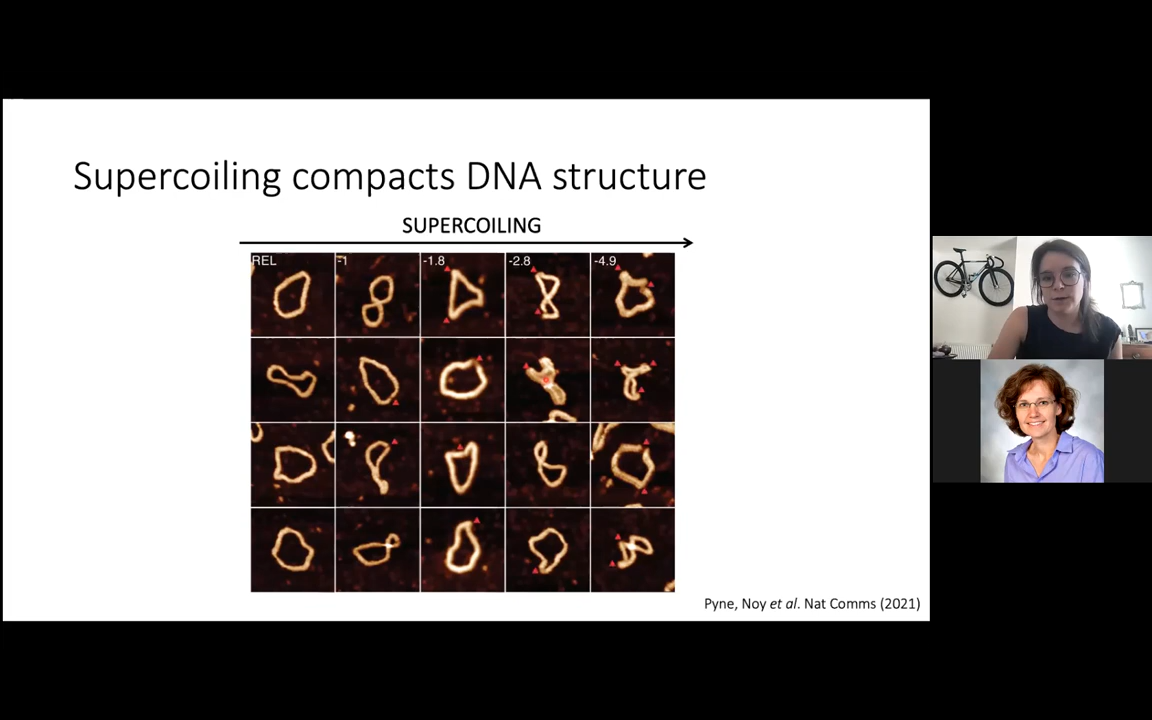 Supercoiling compacts DNA structure
SUPERCOILING
REL -1 -1.8 -2.8 -4.9
Pyne, Noy et al. Nat Comms (2021)